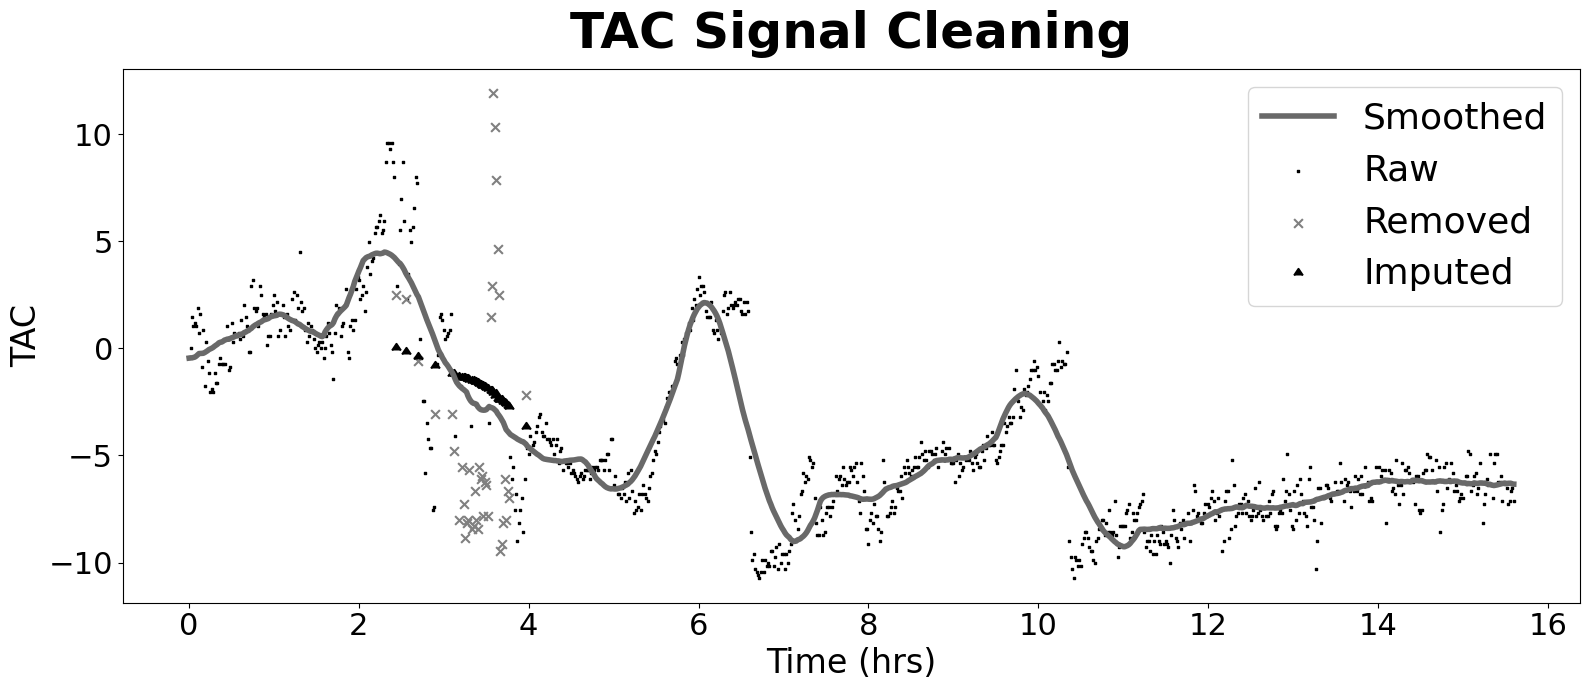 TAC Signal Cleaning
Smoothed
Raw
Removed
Imputed
10
5
0
−5
−10
TAC
0 2 4 6 8 10 12 14 16
Time (hrs)